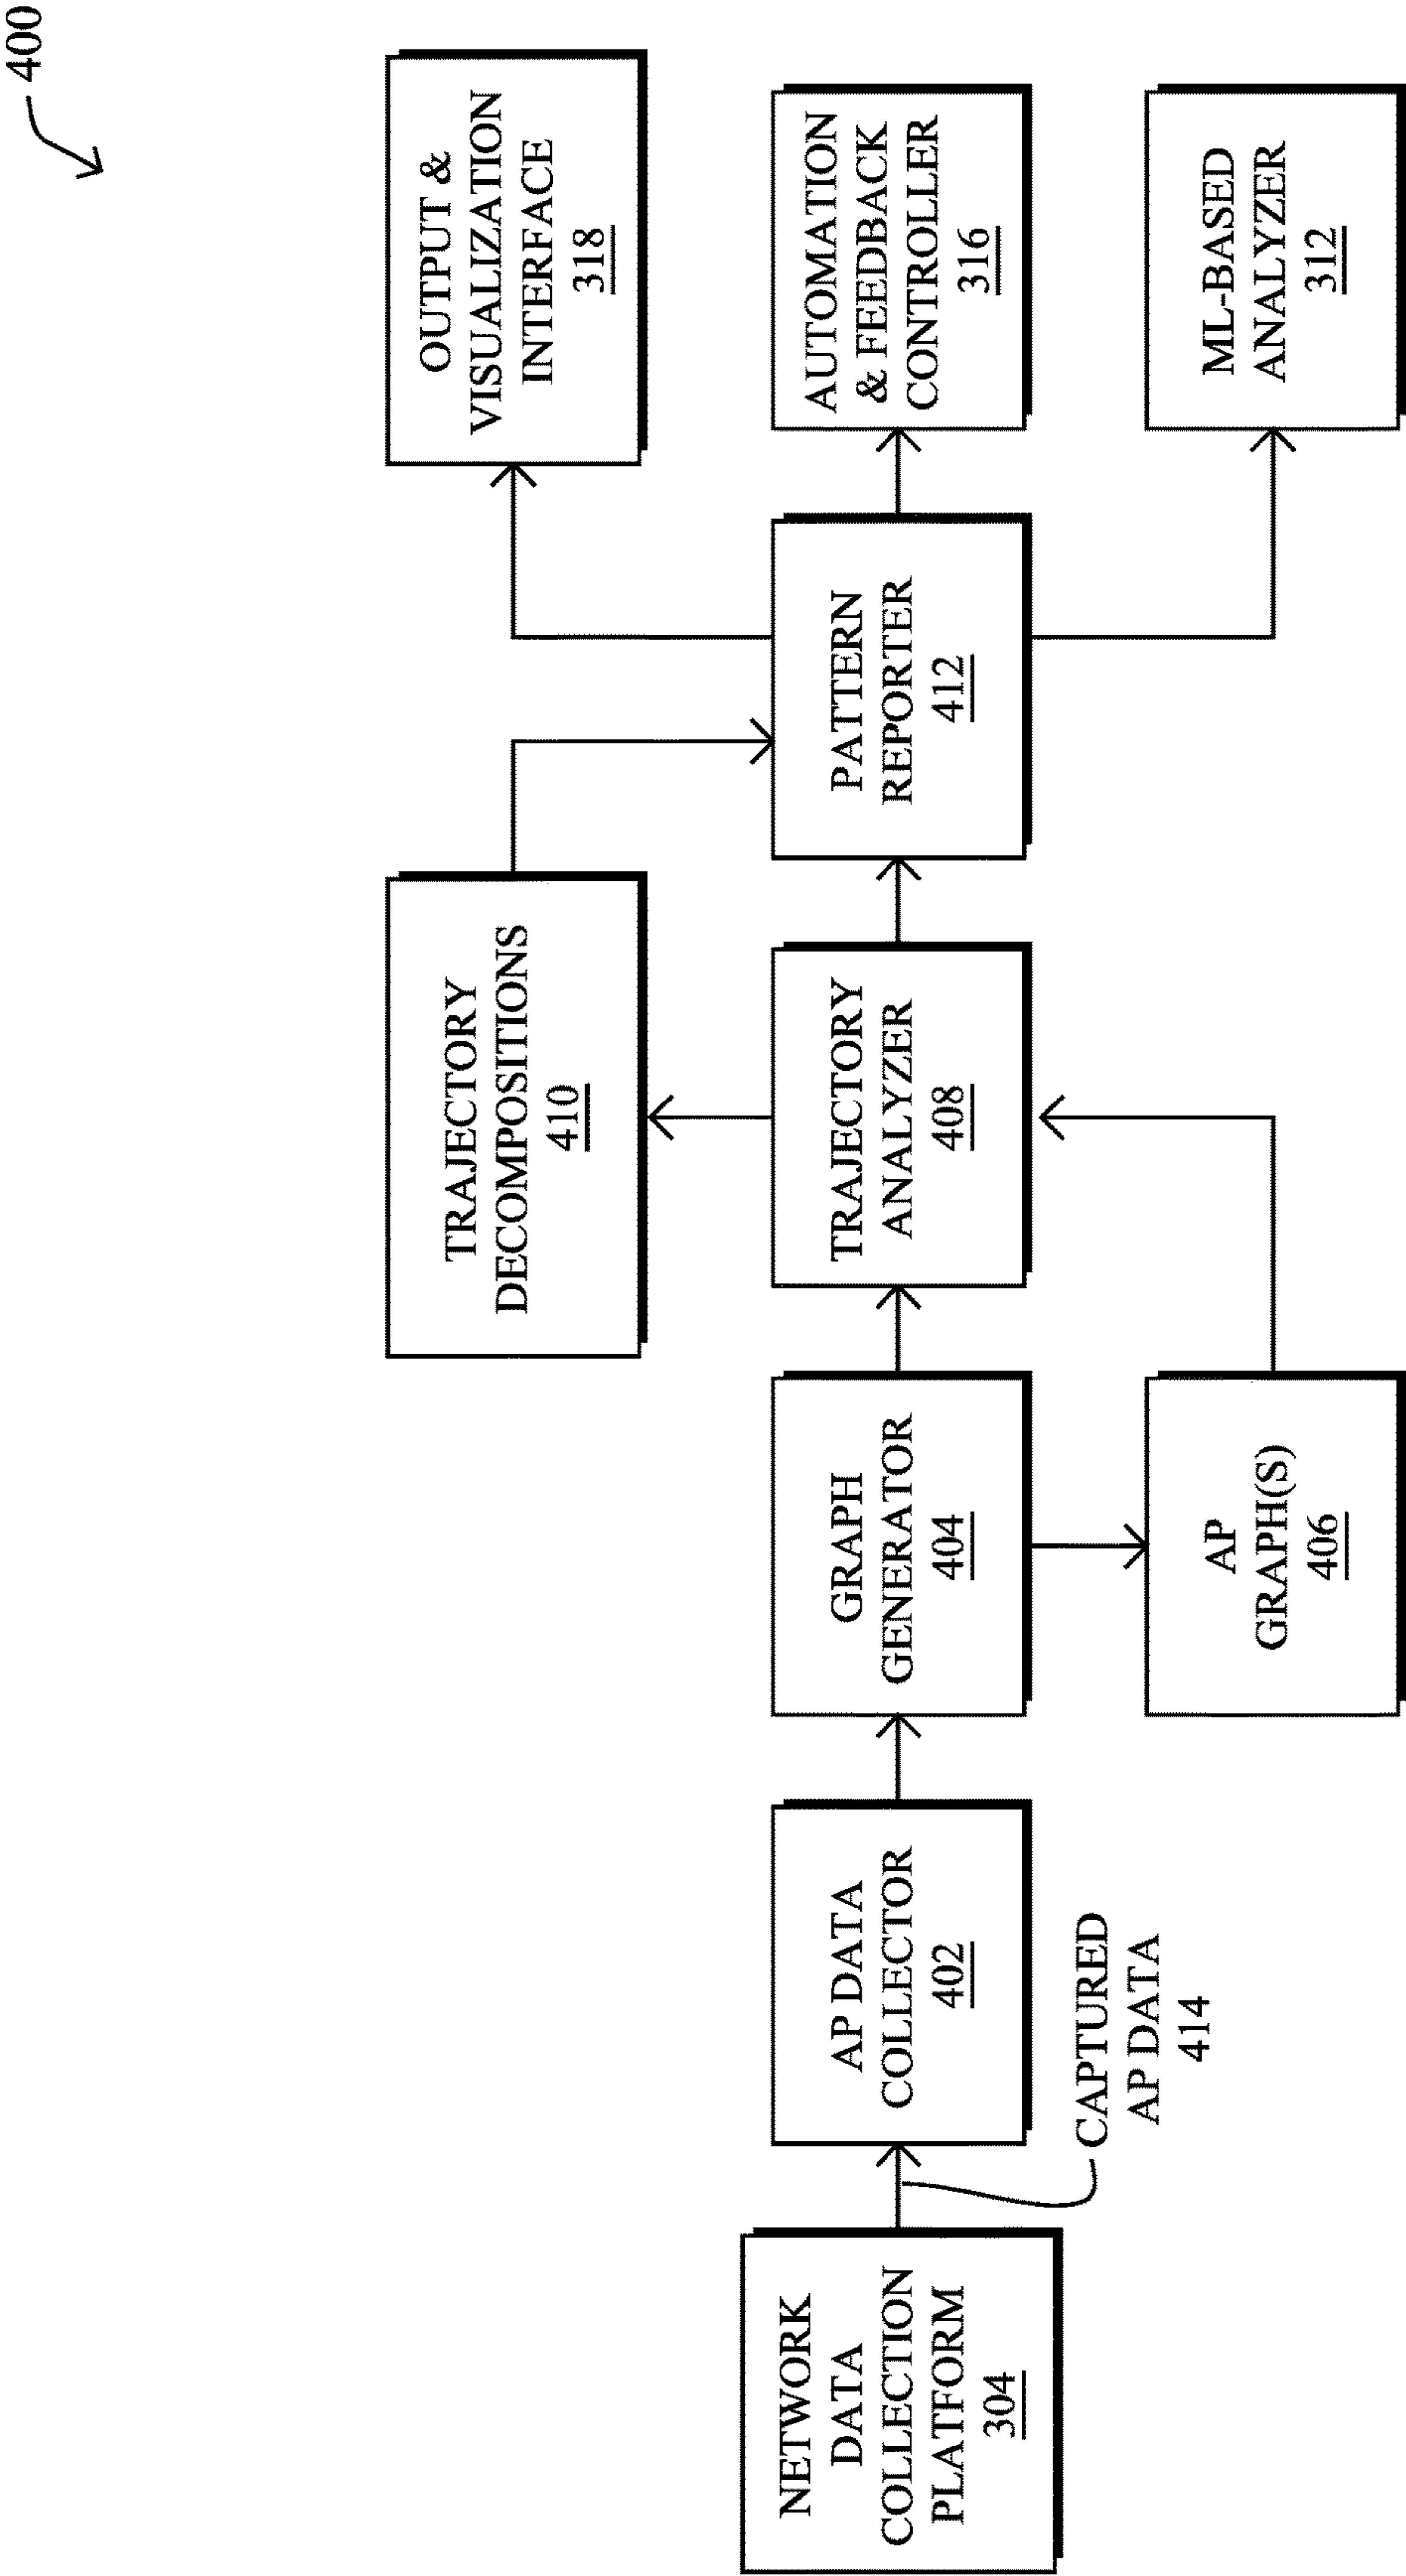 400
OUTPUT &
VISUALIZATION
INTERFACE
318
TRAJECTORY
DECOMPOSITIONS
410
NETWORK
DATA
COLLECTION
PLATFORM
304
AP DATA
COLLECTOR
402
GRAPH
GENERATOR
404
TRAJECTORY
ANALYZER
408
PATTERN
REPORTER
412
AUTOMATION
& FEEDBACK
CONTROLLER
316
CAPTURED
AP DATA
414
AP
GRAPH(S)
406
ML-BASED
ANALYZER
312